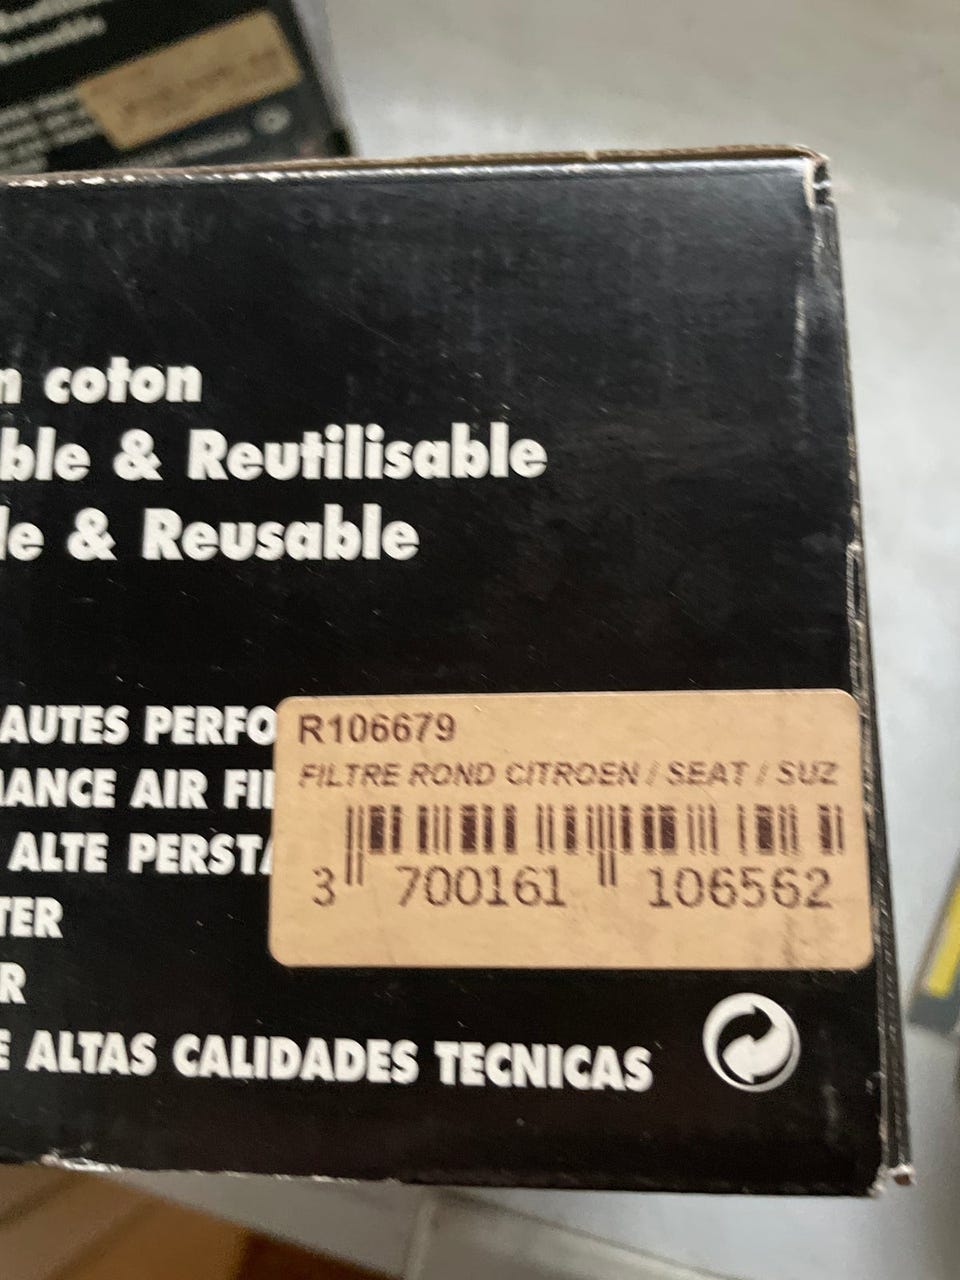 n coton
ble & Reutilisable
le & Reusable
AUTES PERFO
MANCE AIR FI
ALTE PERSTA
TER
R
E ALTAS CALIDADES TECNICAS
R106679
FILTRE ROND CITROEN / SEAT / SUZ
3 700161 106562